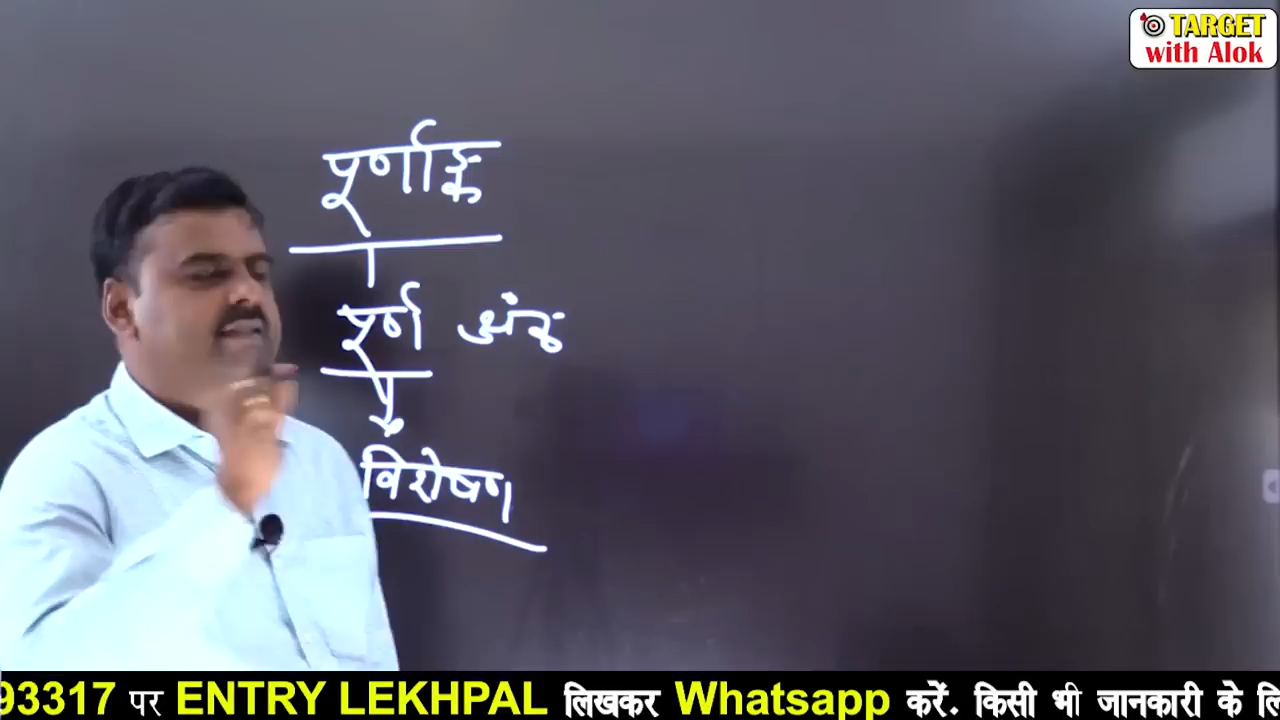 TARGET
with Alok
पूर्णाङ्क
पूर्ण अंक
विशेषण
93317 पर ENTRY LEKHPAL लिखकर Whatsapp करें. किसी भी जानकारी के लि